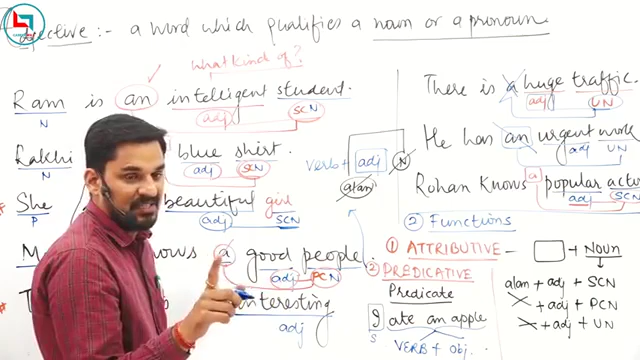 :- a word which qualifies a noun or a pronoun
what kind of?
Ram is an intelligent student.
N adj SCN
Rakhi blue shirt.
N adj SCN
She beautiful girl
P adj SCN
a good people.
adj PCN
interesting
adj
verb + adj
a/an N
There is a huge traffic.
adj UN
He has an urgent work
adj UN
Rohan knows a popular
adj SCN
② Functions
① ATTRIBUTIVE - + NOUN
② PREDICATIVE
Predicate
I ate an apple
S VERB + Obj.
a/an + adj + SCN
X + adj + PCN
X + adj + UN